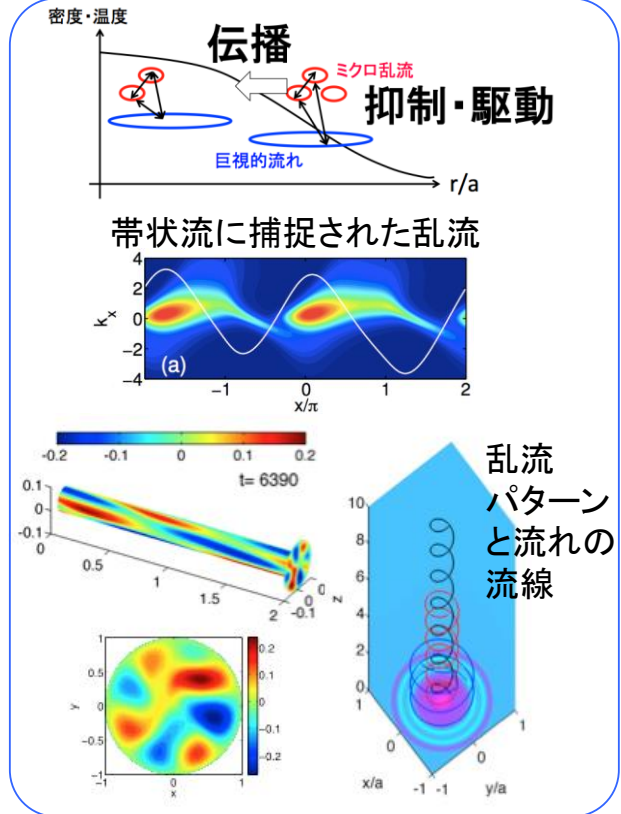 密度・温度
伝播
ミクロ乱流
抑制・駆動
巨視的流れ
r/a
帯状流に捕捉された乱流
4
2
0
-2
-4
k_x
(a)
-1
0
1
2
x/π
-0.2 -0.1 0 0.1 0.2
t= 6390
0.1
0
-0.1
0
0.5
1
1.5
2
-0.1
0
0.
乱流
パターン
と流れの
流線
10
8
6
4
2
0
z
1
0
-1
x/a
-1
0
1
y/a
1
0.5
0
-0.5
-1
y
-1
0
1
x
0.2
0.1
0
-0.1
-0.2